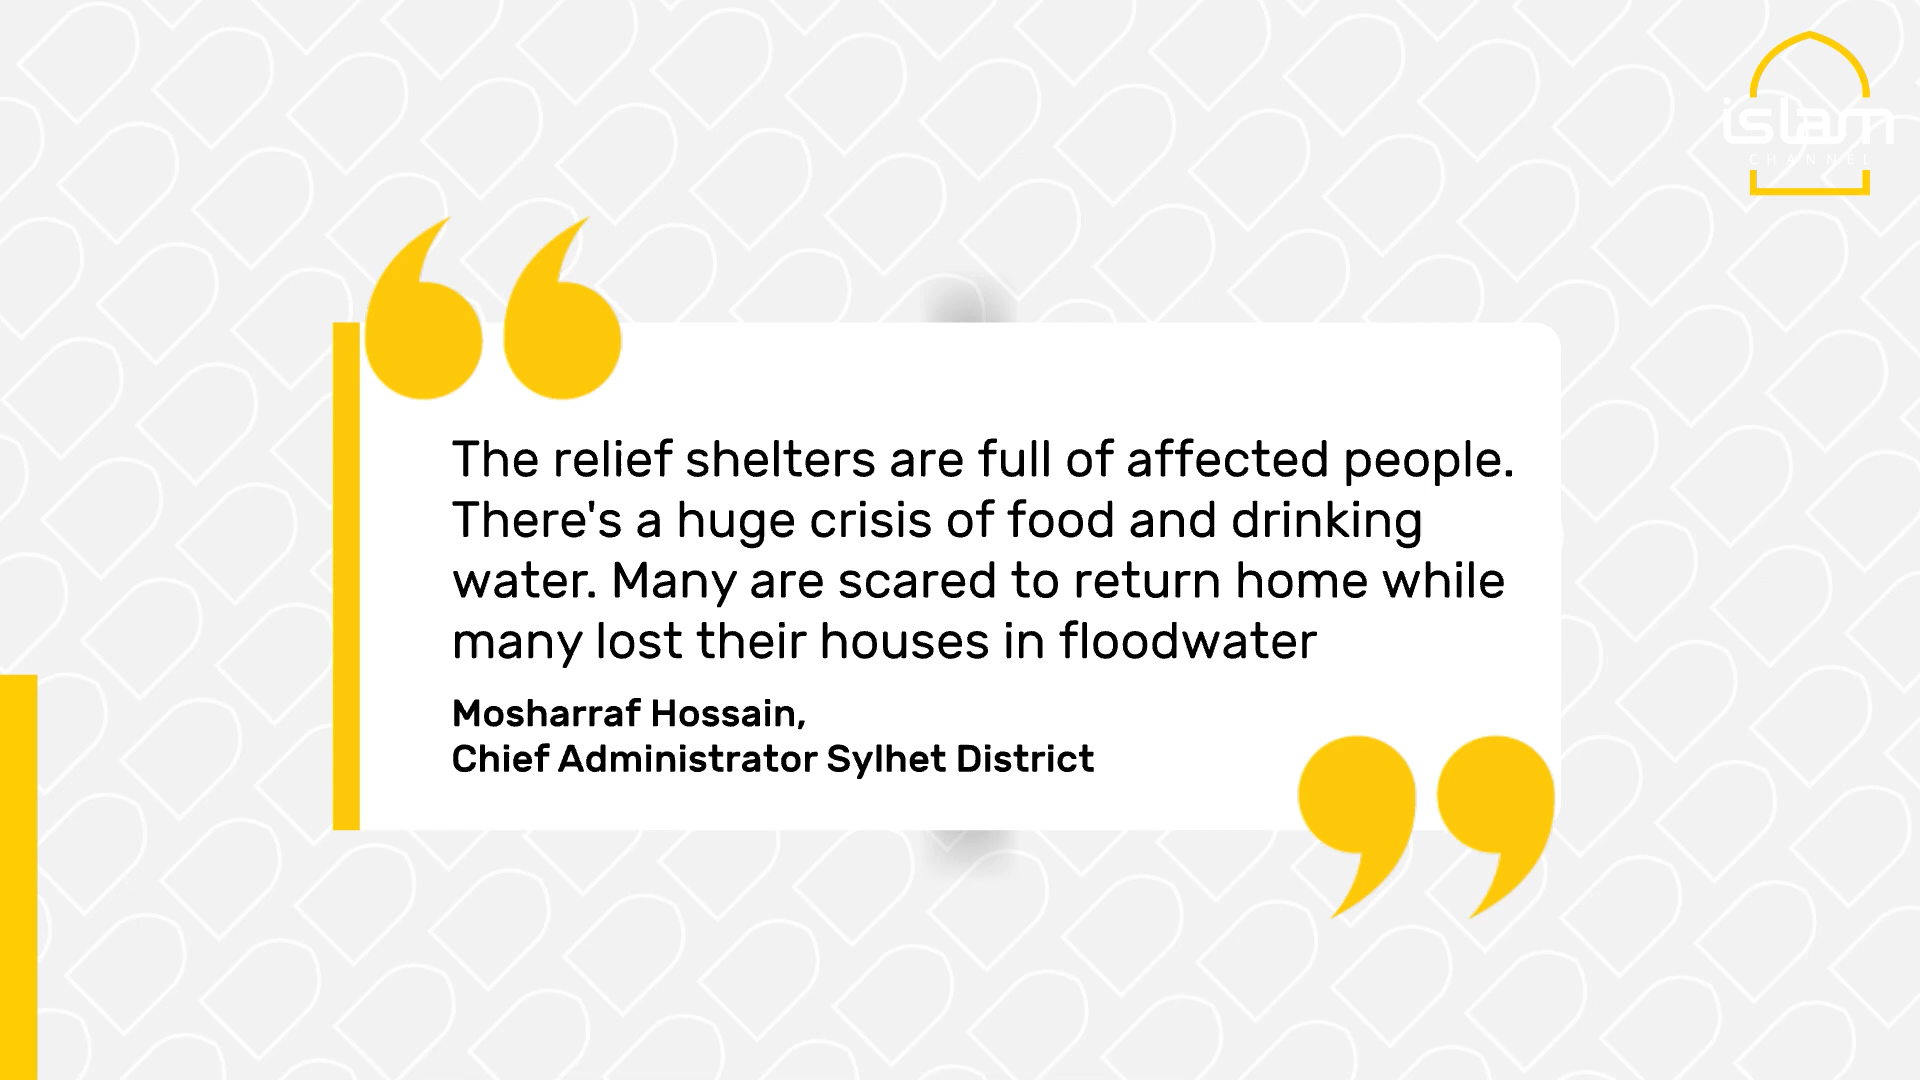 islam
CHANNEL
The relief shelters are full of affected people.
There's a huge crisis of food and drinking
water. Many are scared to return home while
many lost their houses in floodwater
Mosharraf Hossain,
Chief Administrator Sylhet District